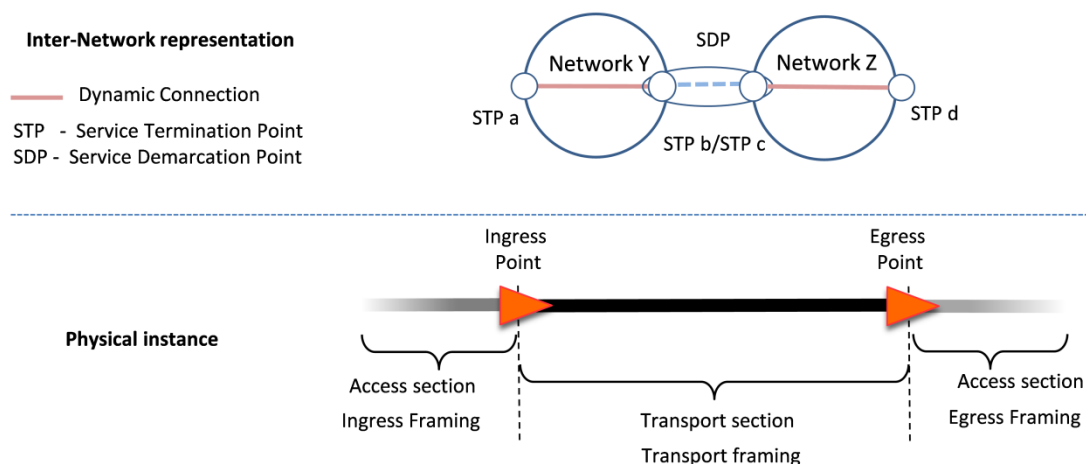 Inter-Network representation
Dynamic Connection
STP - Service Termination Point
SDP - Service Demarcation Point
SDP
Network Y
Network Z
STP a
STP d
STP b/STP c
Ingress
Point
Egress
Point
Physical instance
Access section
Ingress Framing
Transport section
Transport framing
Access section
Egress Framing